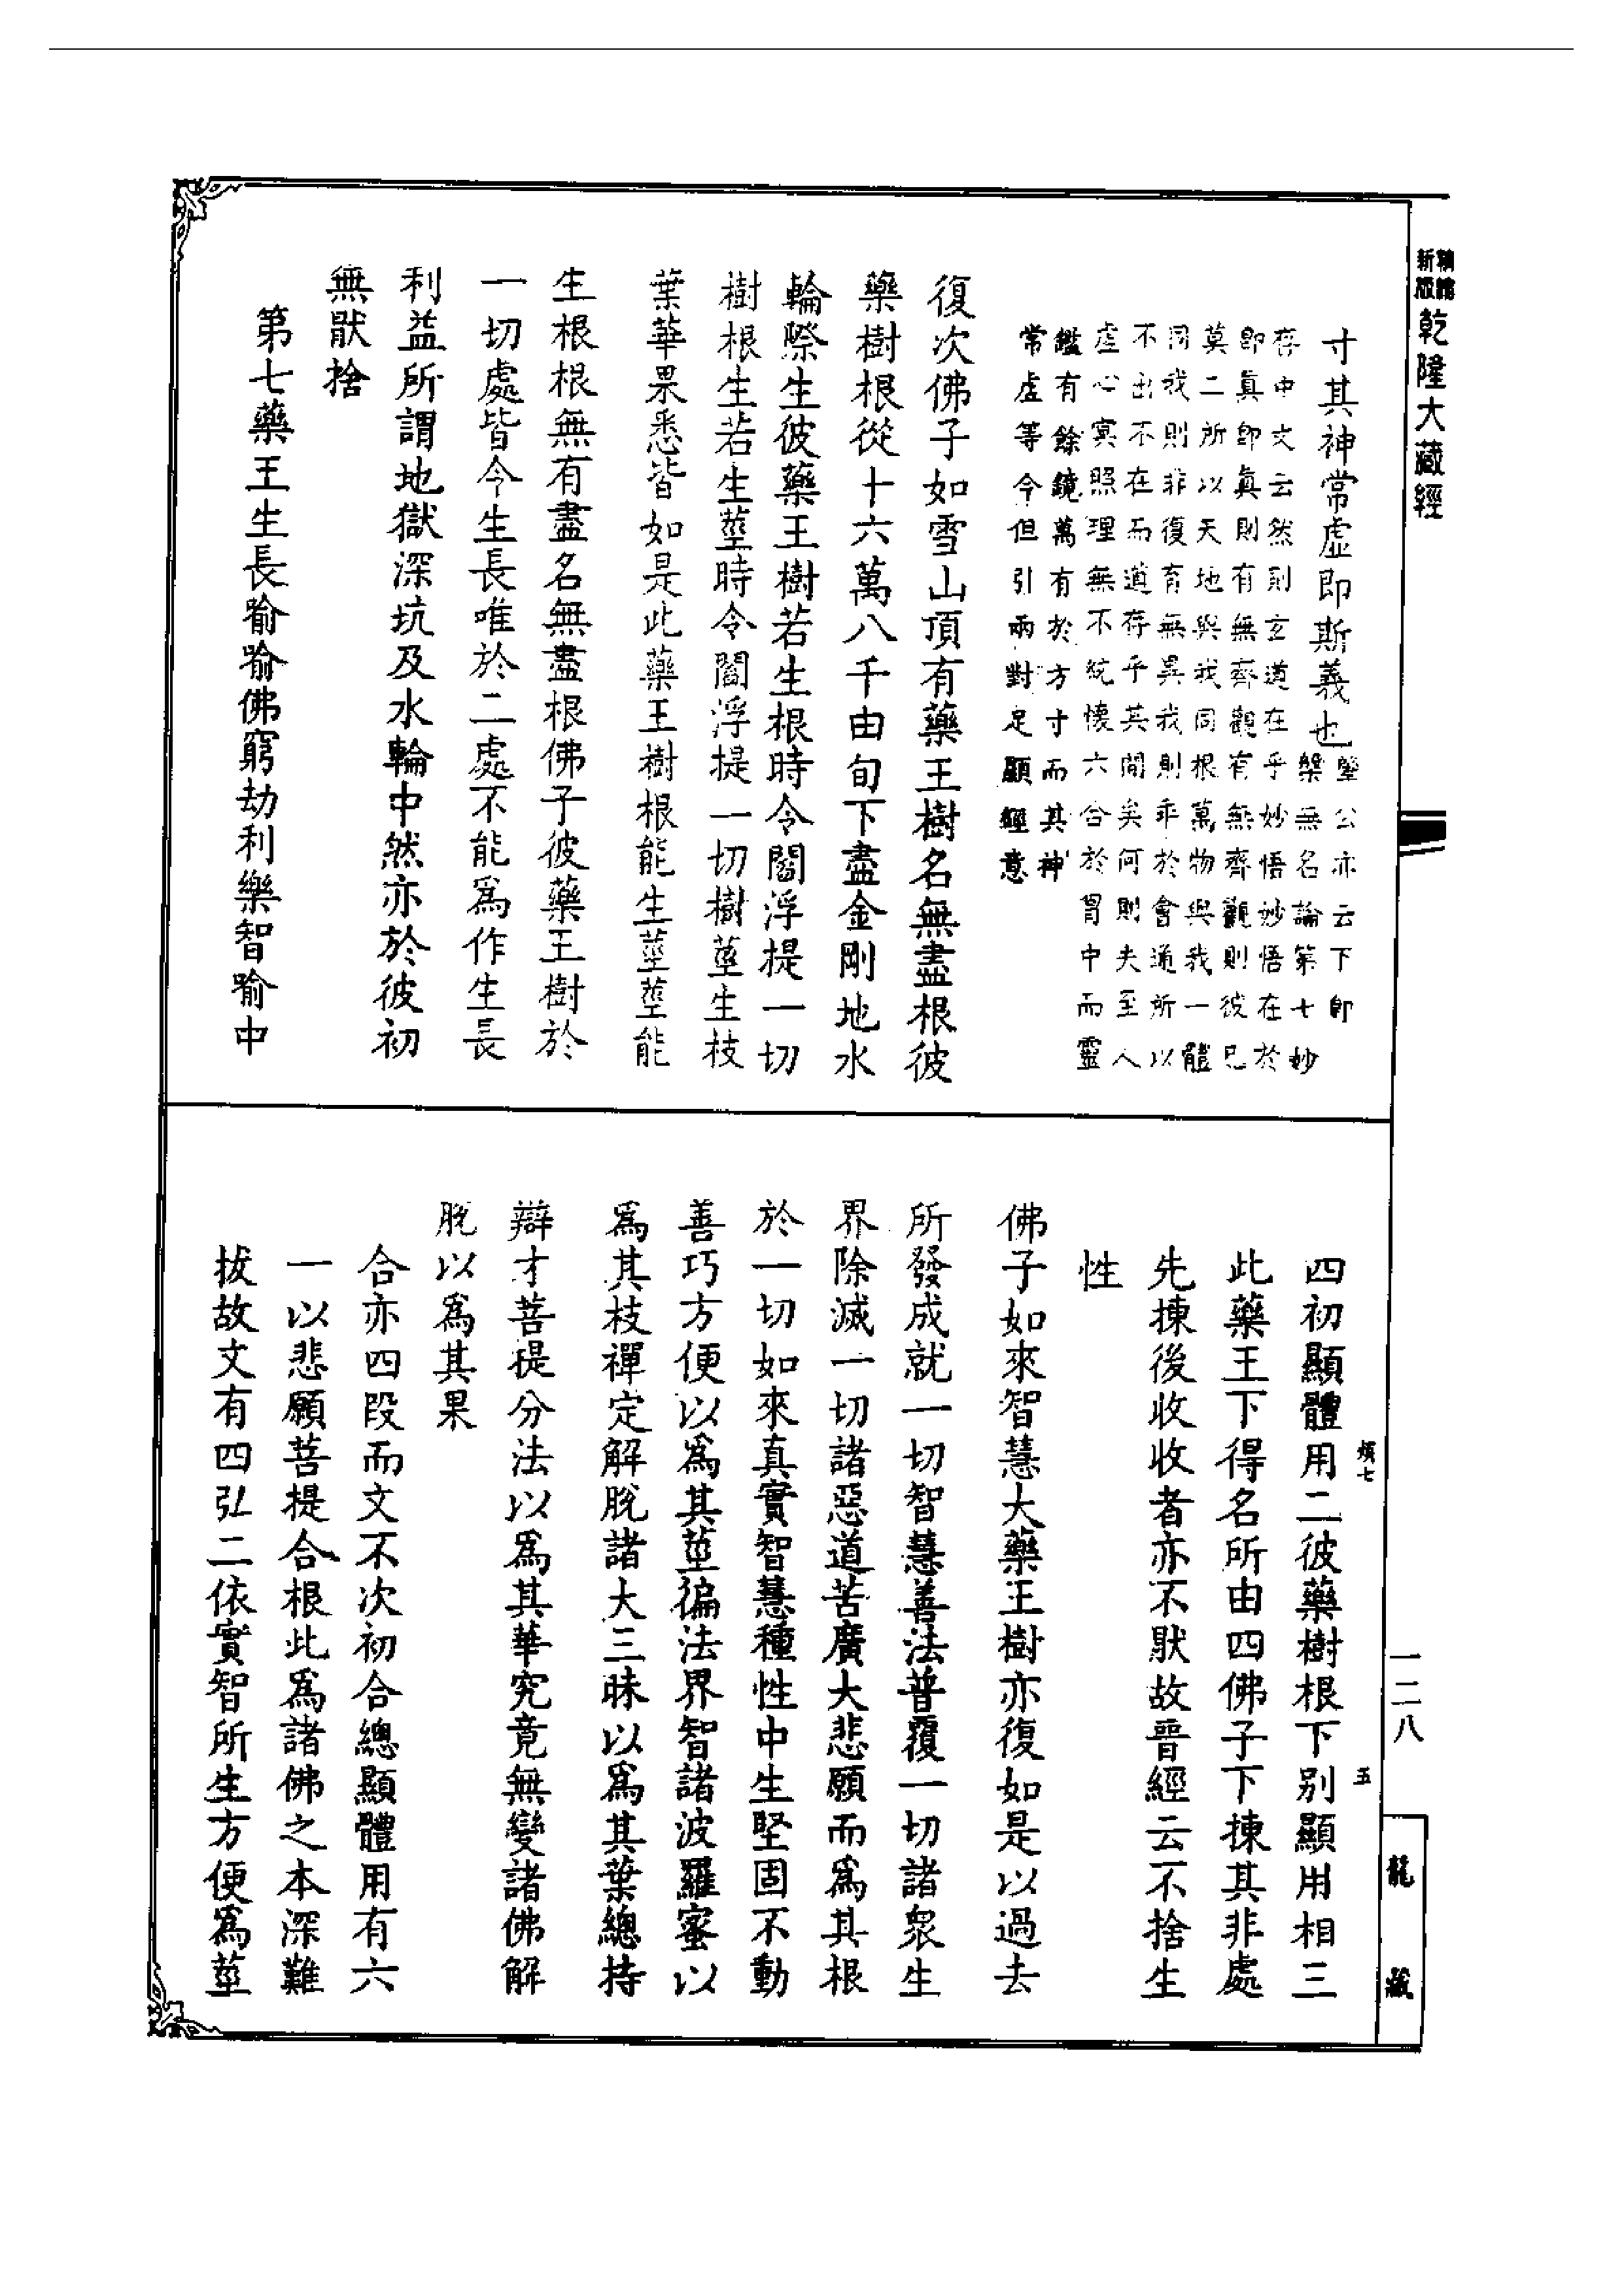 新版
精繕
乾隆大藏經
寸其神常虛即斯義也肇公亦云下即
槃無名論第七妙
存中文云然則玄道在乎妙悟妙悟在於
即真即真則有無齊觀有無齊觀則彼已
莫二所以天地與我同根萬物與我一體
同我則非復有無異我則乖於會通所以
不出不在而道存乎其間矣何則夫至人
虛心冥照理無不統懷六合於胷中而靈
鑑有餘鏡萬有於方寸而其神
常虛等今但引兩對足顯經意
復次佛子如雪山頂有藥王樹名無盡根彼
藥樹根從十六萬八千由旬下盡金剛地水
輪際生彼藥王樹若生根時令閻浮提一切
樹根生若生莖時令閻浮提一切樹莖生枝
葉華果悉皆如是此藥王樹根能生莖莖能
生根根無有盡名無盡根佛子彼藥王樹於
一切處皆令生長唯於二處不能爲作生長
利益所謂地獄深坑及水輪中然亦於彼初
無猒捨
第七藥王生長喻喻佛窮劫利樂智喻中
四初顯體用二彼藥樹根下別顯用相三
此藥王下得名所由四佛子下揀其非處
先揀後收收者亦不猒故晉經云不捨生
性
佛子如來智慧大藥王樹亦復如是以過去
所發成就一切智慧善法普覆一切諸衆生
界除滅一切諸惡道苦廣大悲願而爲其根
於一切如來真實智慧種性中生堅固不動
善巧方便以爲其莖徧法界智諸波羅蜜以
爲其枝禪定解脫諸大三昧以爲其葉總持
辯才菩提分法以爲其華究竟無變諸佛解
脫以爲其果
合亦四段而文不次初合總顯體用有六
一以悲願菩提合根此爲諸佛之本深難
拔故文有四弘二依實智所生方便爲莖
一二八
五
龍藏